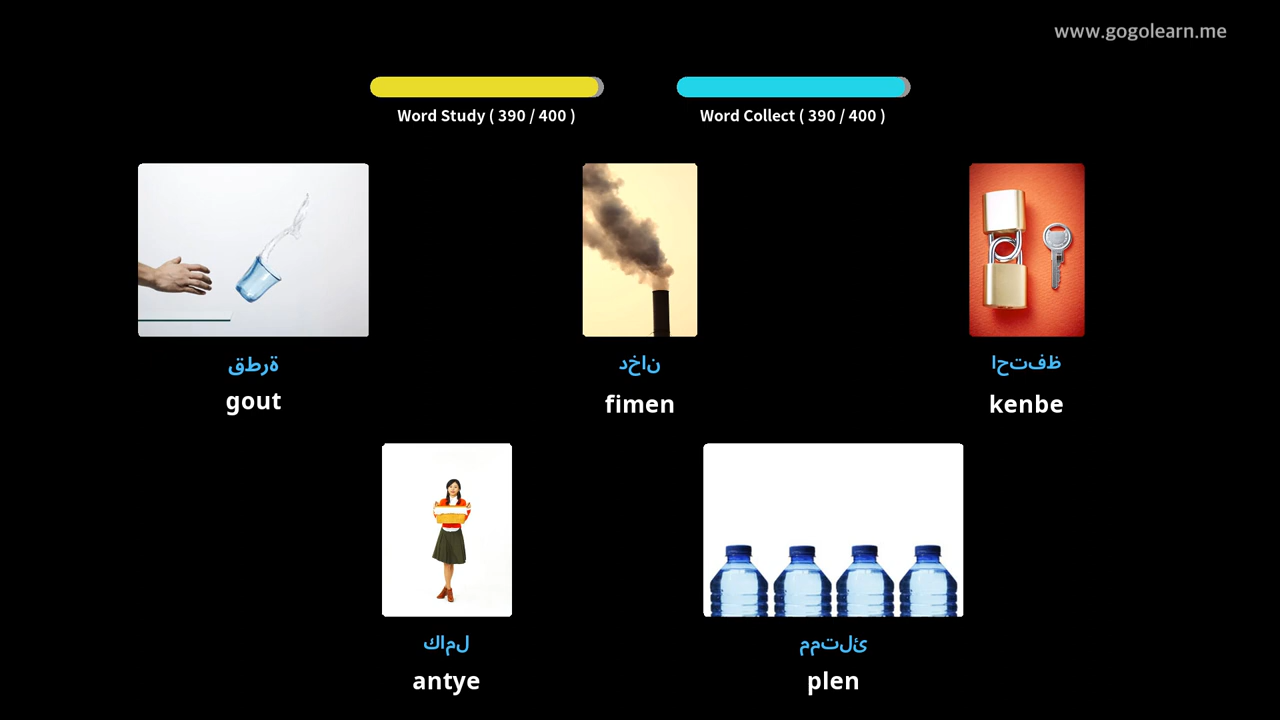 www.gogolearn.me
Word Study ( 390 / 400 )
Word Collect ( 390 / 400 )
قطرة
gout
دخان
fimen
احتفظ
kenbe
كامل
antye
ممتلئ
plen